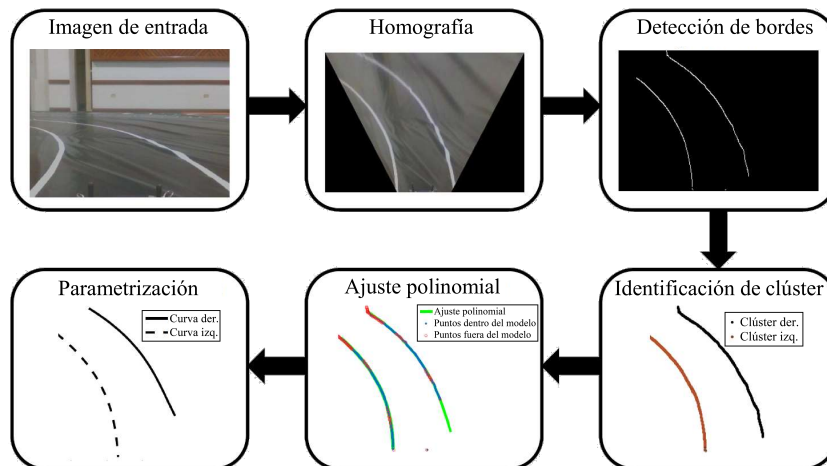 Imagen de entrada
Homografía
Detección de bordes
Parametrización
Curva der.
Curva izq.
Ajuste polinomial
Ajuste polinomial
Puntos dentro del modelo
Puntos fuera del modelo
Identificación de clúster
Clúster der.
Clúster izq.